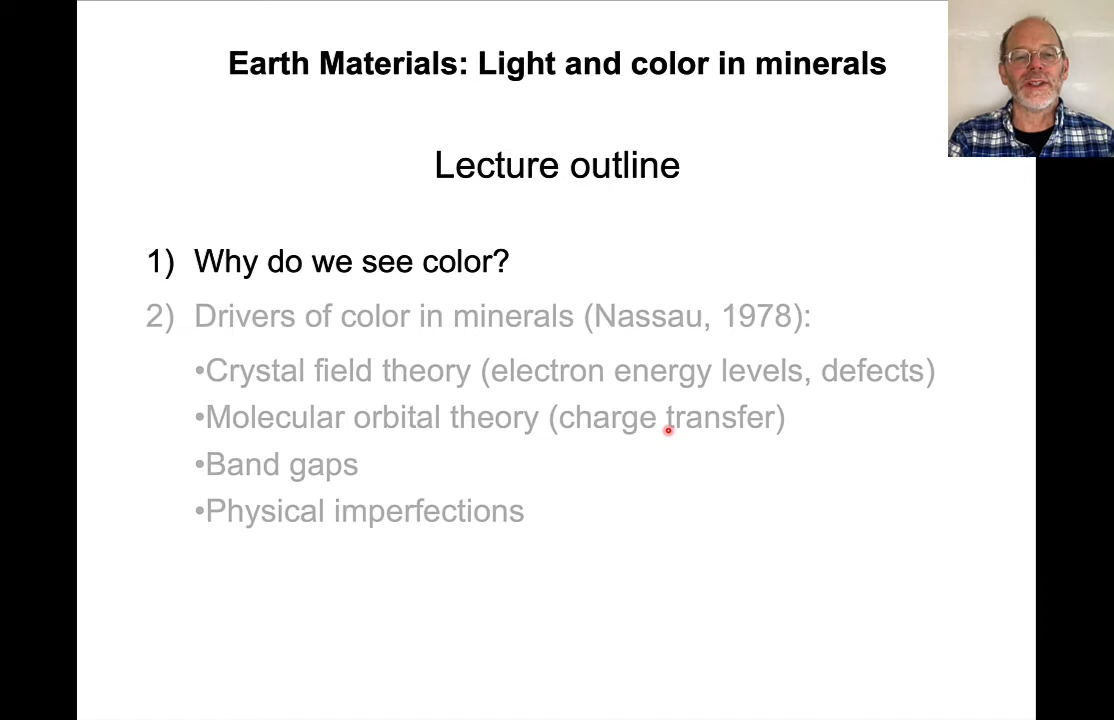 Earth Materials: Light and color in minerals
Lecture outline
1) Why do we see color?
2) Drivers of color in minerals (Nassau, 1978):
•Crystal field theory (electron energy levels, defects)
•Molecular orbital theory (charge transfer)
•Band gaps
•Physical imperfections